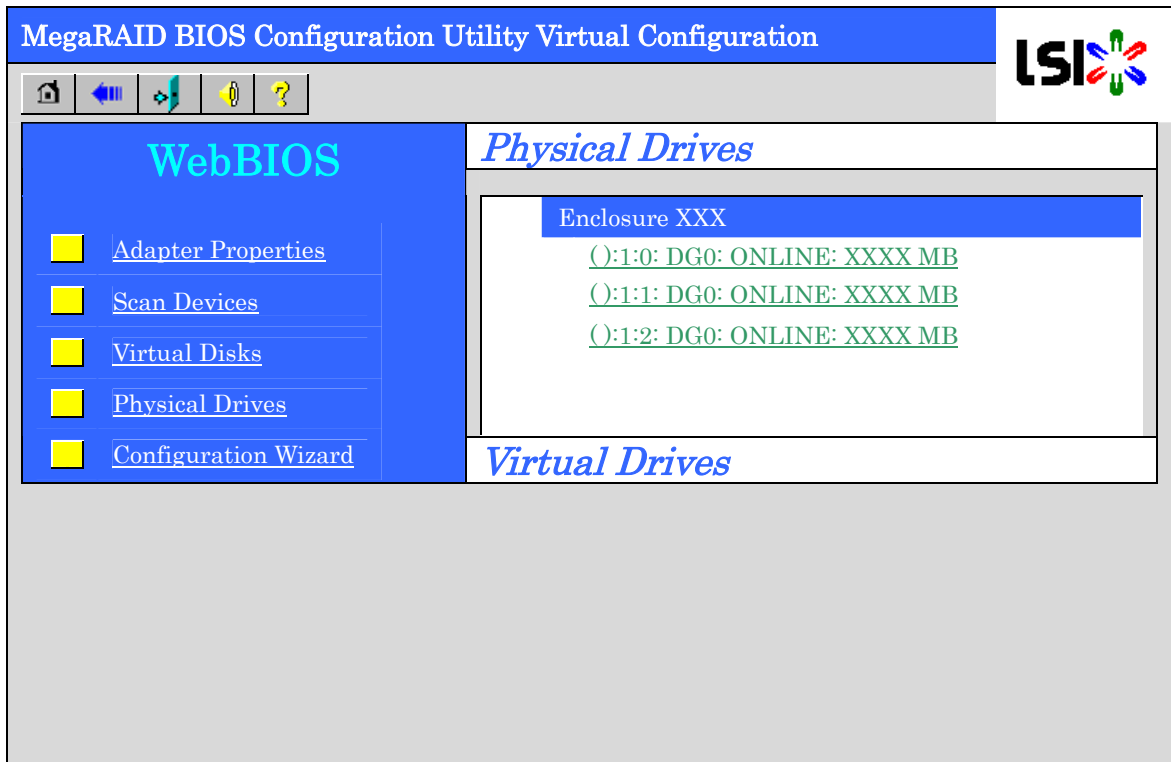 MegaRAID BIOS Configuration Utility Virtual Configuration
LSI
WebBIOS
Adapter Properties
Scan Devices
Virtual Disks
Physical Drives
Configuration Wizard
Physical Drives
Enclosure XXX
( ):1:0: DG0: ONLINE: XXXX MB
( ):1:1: DG0: ONLINE: XXXX MB
( ):1:2: DG0: ONLINE: XXXX MB
Virtual Drives